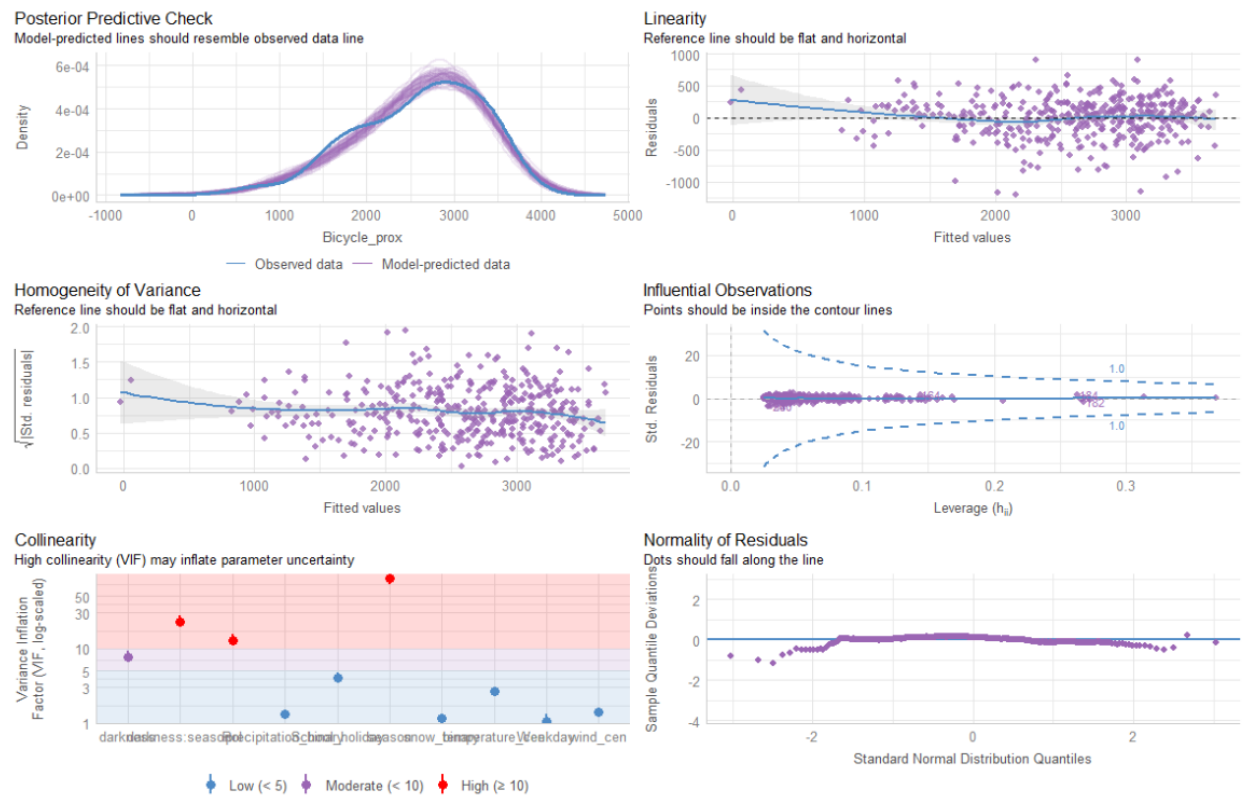 Posterior Predictive Check
Model-predicted lines should resemble observed data line
6e-04
4e-04
2e-04
0e+00
Density
-1000 0 1000 2000 3000 4000 5000
Bicycle_prox
Observed data Model-predicted data
Linearity
Reference line should be flat and horizontal
1000
500
0
-500
-1000
Residuals
0 1000 2000 3000
Fitted values
Homogeneity of Variance
Reference line should be flat and horizontal
2.0
1.5
1.0
0.5
0.0
√|Std. residuals|
0 1000 2000 3000
Fitted values
Influential Observations
Points should be inside the contour lines
20
0
-20
Std. Residuals
1.0
1.0
0.0 0.1 0.2 0.3
Leverage (hii)
Collinearity
High collinearity (VIF) may inflate parameter uncertainty
50
30
10
5
3
1
Variance Inflation
Factor (VIF, log-scaled)
wind_cen
Low (< 5) Moderate (< 10) High (≥ 10)
Normality of Residuals
Dots should fall along the line
2
0
-2
-4
Sample Quantile Deviations
-2 0 2
Standard Normal Distribution Quantiles